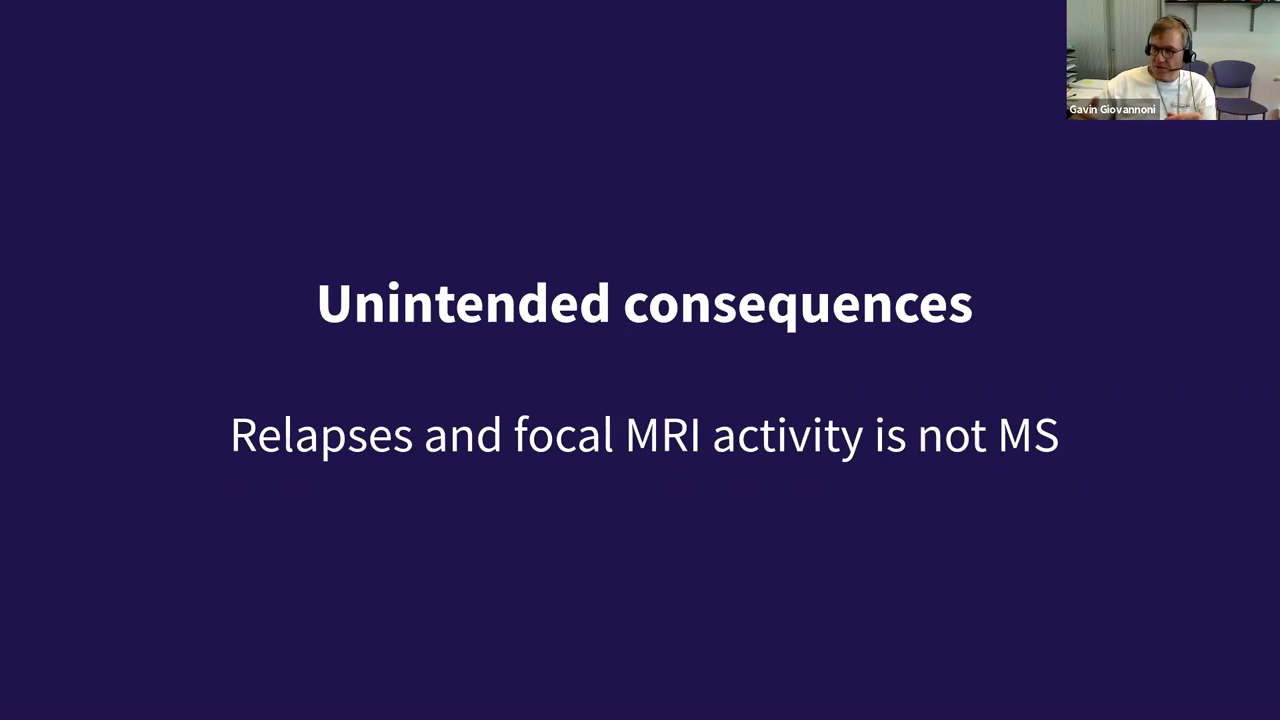 Gavin Giovannoni
Unintended consequences
Relapses and focal MRI activity is not MS